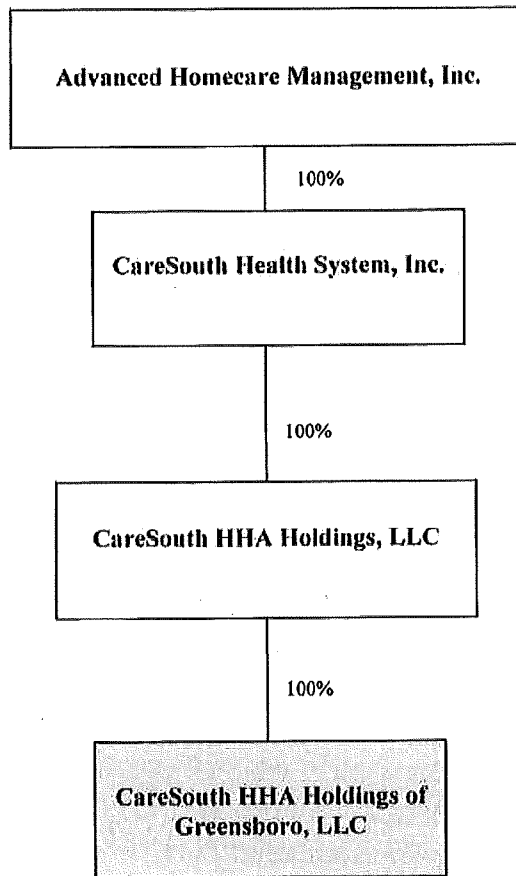 Advanced Homecare Management, Inc.
100%
CareSouth Health System, Inc.
100%
CareSouth HHA Holdings, LLC
100%
CareSouth HHA Holdings of
Greensboro, LLC